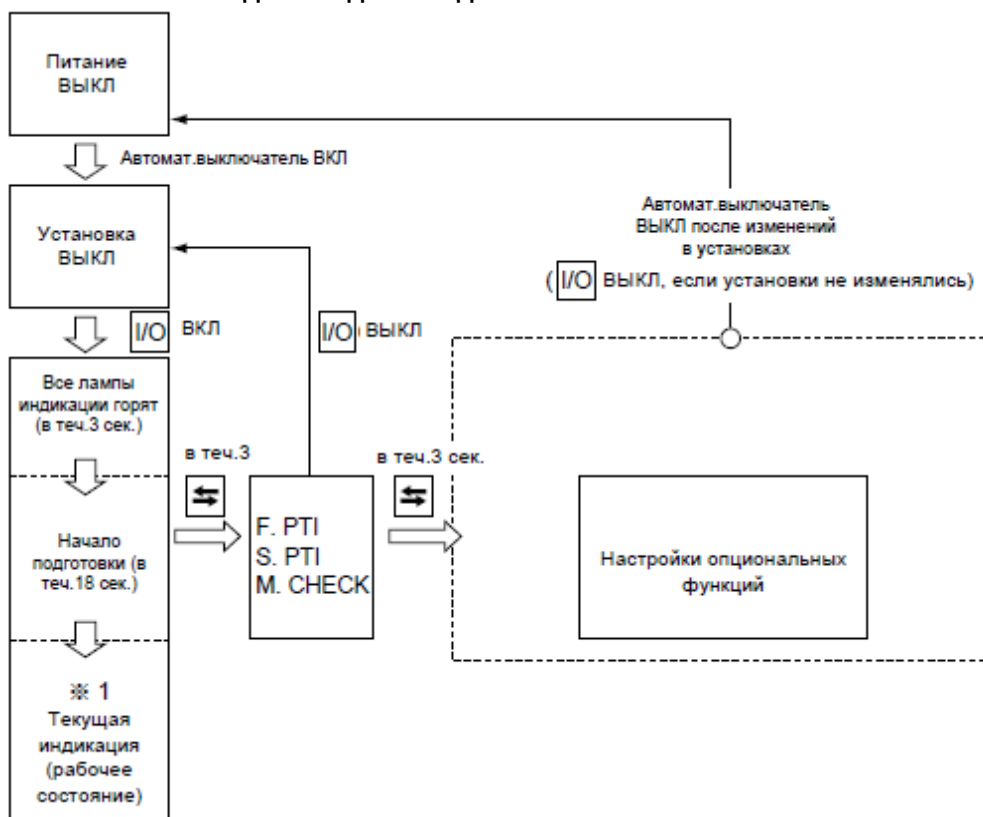 Питание
ВЫКЛ
Автомат.выключатель ВКЛ
Установка
ВЫКЛ
Автомат.выключатель
ВЫКЛ после изменений
в установках
( I/O ВЫКЛ, если установки не изменялись)
I/O ВКЛ
I/O ВЫКЛ
Все лампы
индикации горят
(в теч.3 сек.)
в теч.3
в теч.3 сек.
Начало
подготовки (в
теч.18 сек.)
F. PTI
S. PTI
M. CHECK
Настройки опциональных
функций
※ 1
Текущая
индикация
(рабочее
состояние)